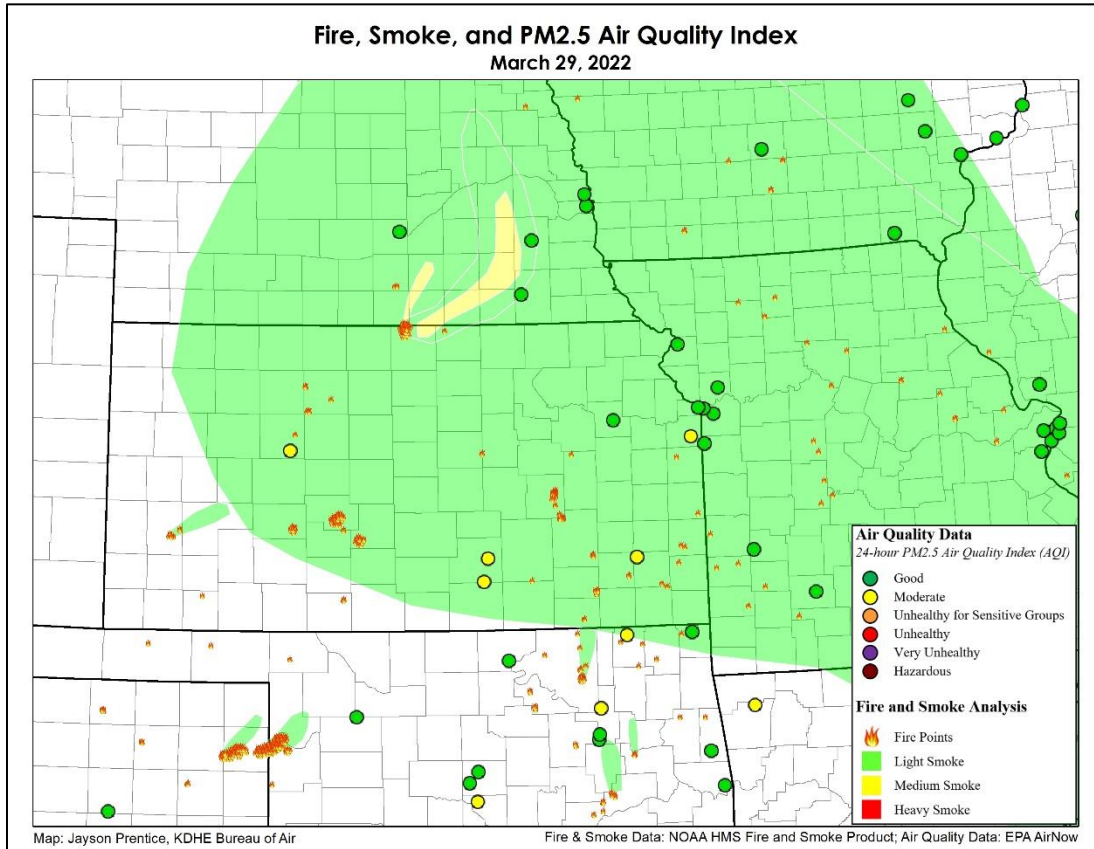 Fire, Smoke, and PM2.5 Air Quality Index
March 29, 2022
Air Quality Data
24-hour PM2.5 Air Quality Index (AQI)
Good
Moderate
Unhealthy for Sensitive Groups
Unhealthy
Very Unhealthy
Hazardous
Fire and Smoke Analysis
Fire Points
Light Smoke
Medium Smoke
Heavy Smoke
Map: Jayson Prentice, KDHE Bureau of Air
Fire & Smoke Data: NOAA HMS Fire and Smoke Product; Air Quality Data: EPA AirNow